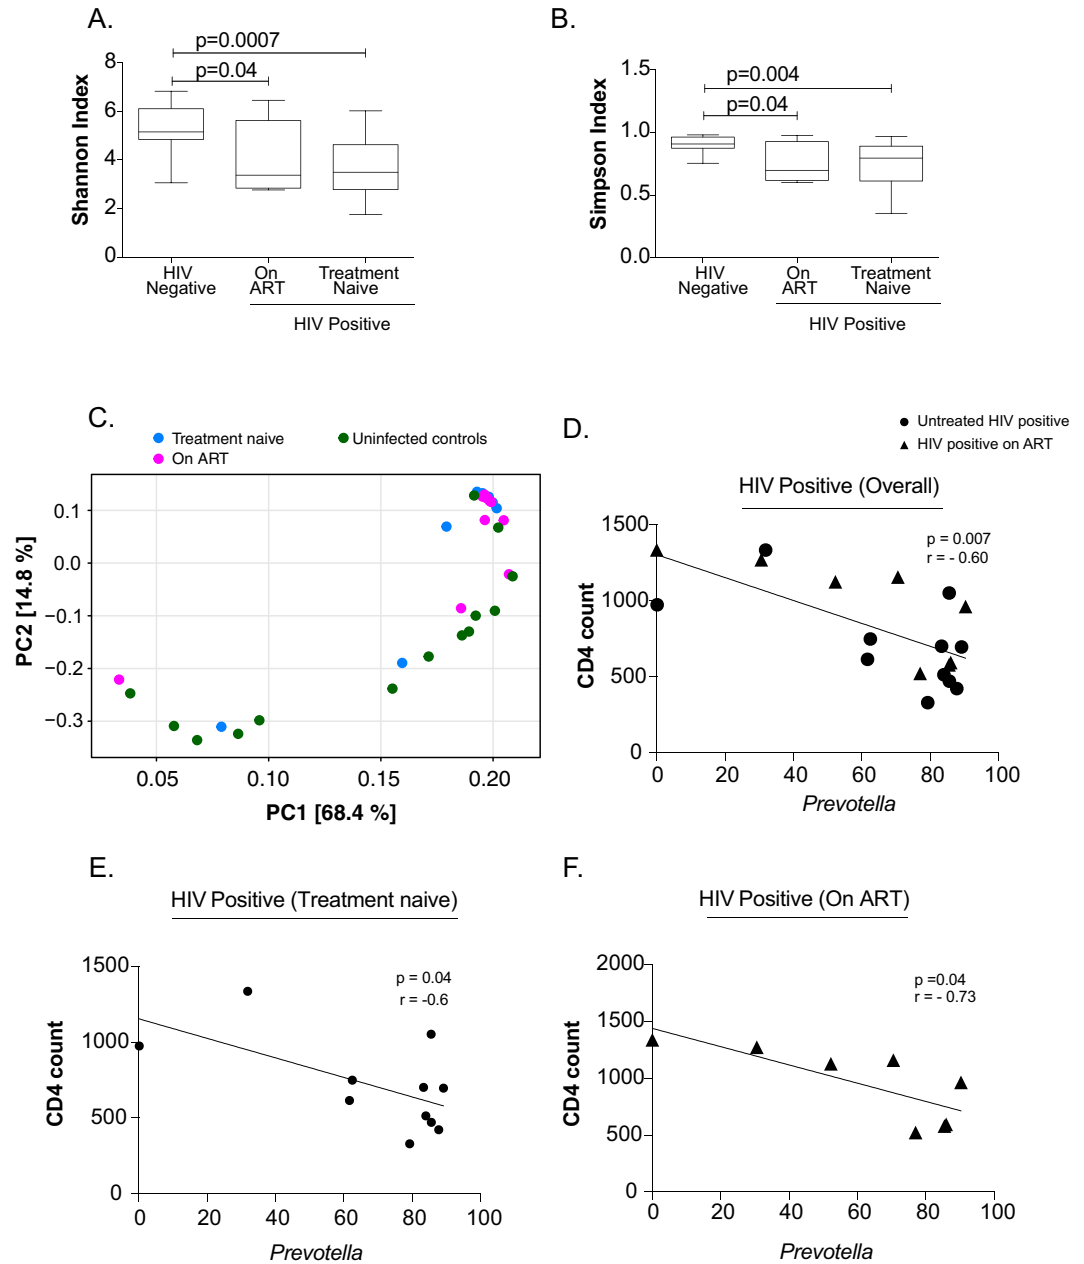 A.
p=0.0007
p=0.04
Shannon Index
8
6
4
2
0
HIV
Negative
On
ART
Treatment
Naive
HIV Positive
B.
p=0.004
p=0.04
Simpson Index
1.5
1.0
0.5
0.0
HIV
Negative
On
ART
Treatment
Naive
HIV Positive
C.
Treatment naive
Uninfected controls
On ART
PC2 [14.8 %]
0.1
0.0
−0.1
−0.2
−0.3
0.05
0.10
0.15
0.20
PC1 [68.4 %]
D.
Untreated HIV positive
HIV positive on ART
HIV Positive (Overall)
p = 0.007
r = - 0.60
CD4 count
1500
1000
500
0
0
20
40
60
80
100
Prevotella
E.
HIV Positive (Treatment naive)
p = 0.04
r = -0.6
CD4 count
1500
1000
500
0
0
20
40
60
80
100
Prevotella
F.
HIV Positive (On ART)
p =0.04
r = - 0.73
CD4 count
2000
1500
1000
500
0
0
20
40
60
80
100
Prevotella